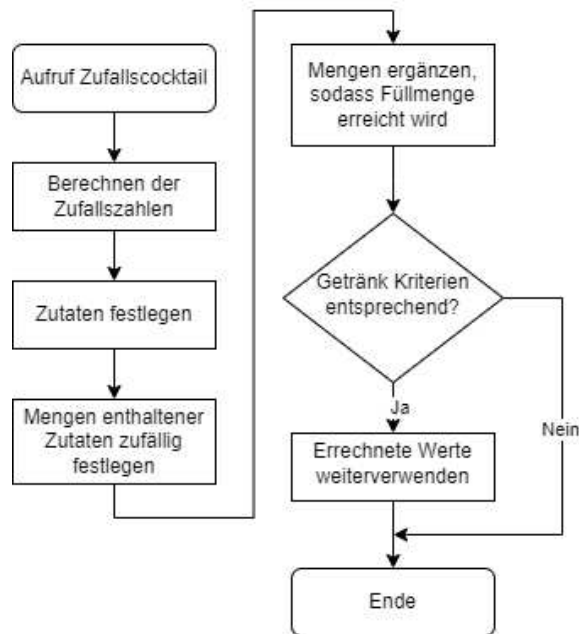 Aufruf Zufallscocktail
Berechnen der
Zufallszahlen
Zutaten festlegen
Mengen enthaltener
Zutaten zufällig
festlegen
Mengen ergänzen,
sodass Füllmenge
erreicht wird
Getränk Kriterien
entsprechend?
Ja
Nein
Errechnete Werte
weiterverwenden
Ende